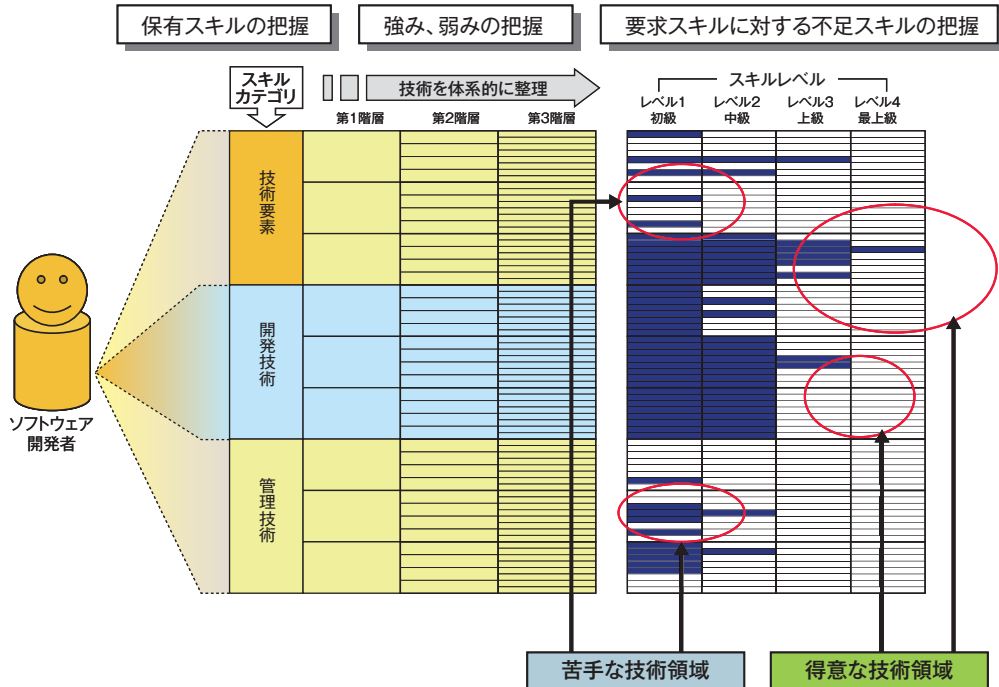 保有スキルの把握
強み、弱みの把握
要求スキルに対する不足スキルの把握
スキル
カテゴリ
技術を体系的に整理
第1階層
第2階層
第3階層
スキルレベル
レベル1
初級
レベル2
中級
レベル3
上級
レベル4
最上級
技術要素
開発技術
管理技術
ソフトウェア
開発者
苦手な技術領域
得意な技術領域